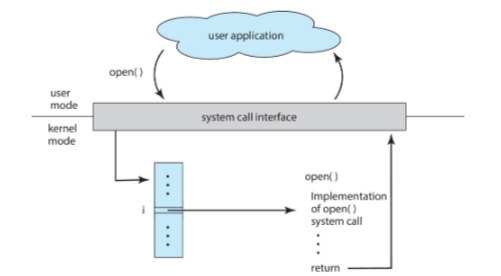 user application
open( )
user
mode
system call interface
kernel
mode
open( )
i
Implementation
of open( )
system call
return